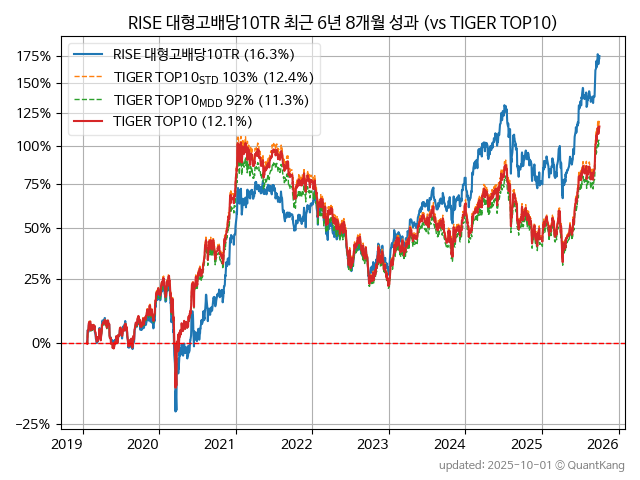 RISE 대형고배당10TR 최근 6년 8개월 성과 (vs TIGER TOP10)
RISE 대형고배당10TR (16.3%)
TIGER TOP10STD 103% (12.4%)
TIGER TOP10MDD 92% (11.3%)
TIGER TOP10 (12.1%)
175%
150%
125%
100%
75%
50%
25%
0%
−25%
2019 2020 2021 2022 2023 2024 2025 2026
updated: 2025-10-01 © QuantKang